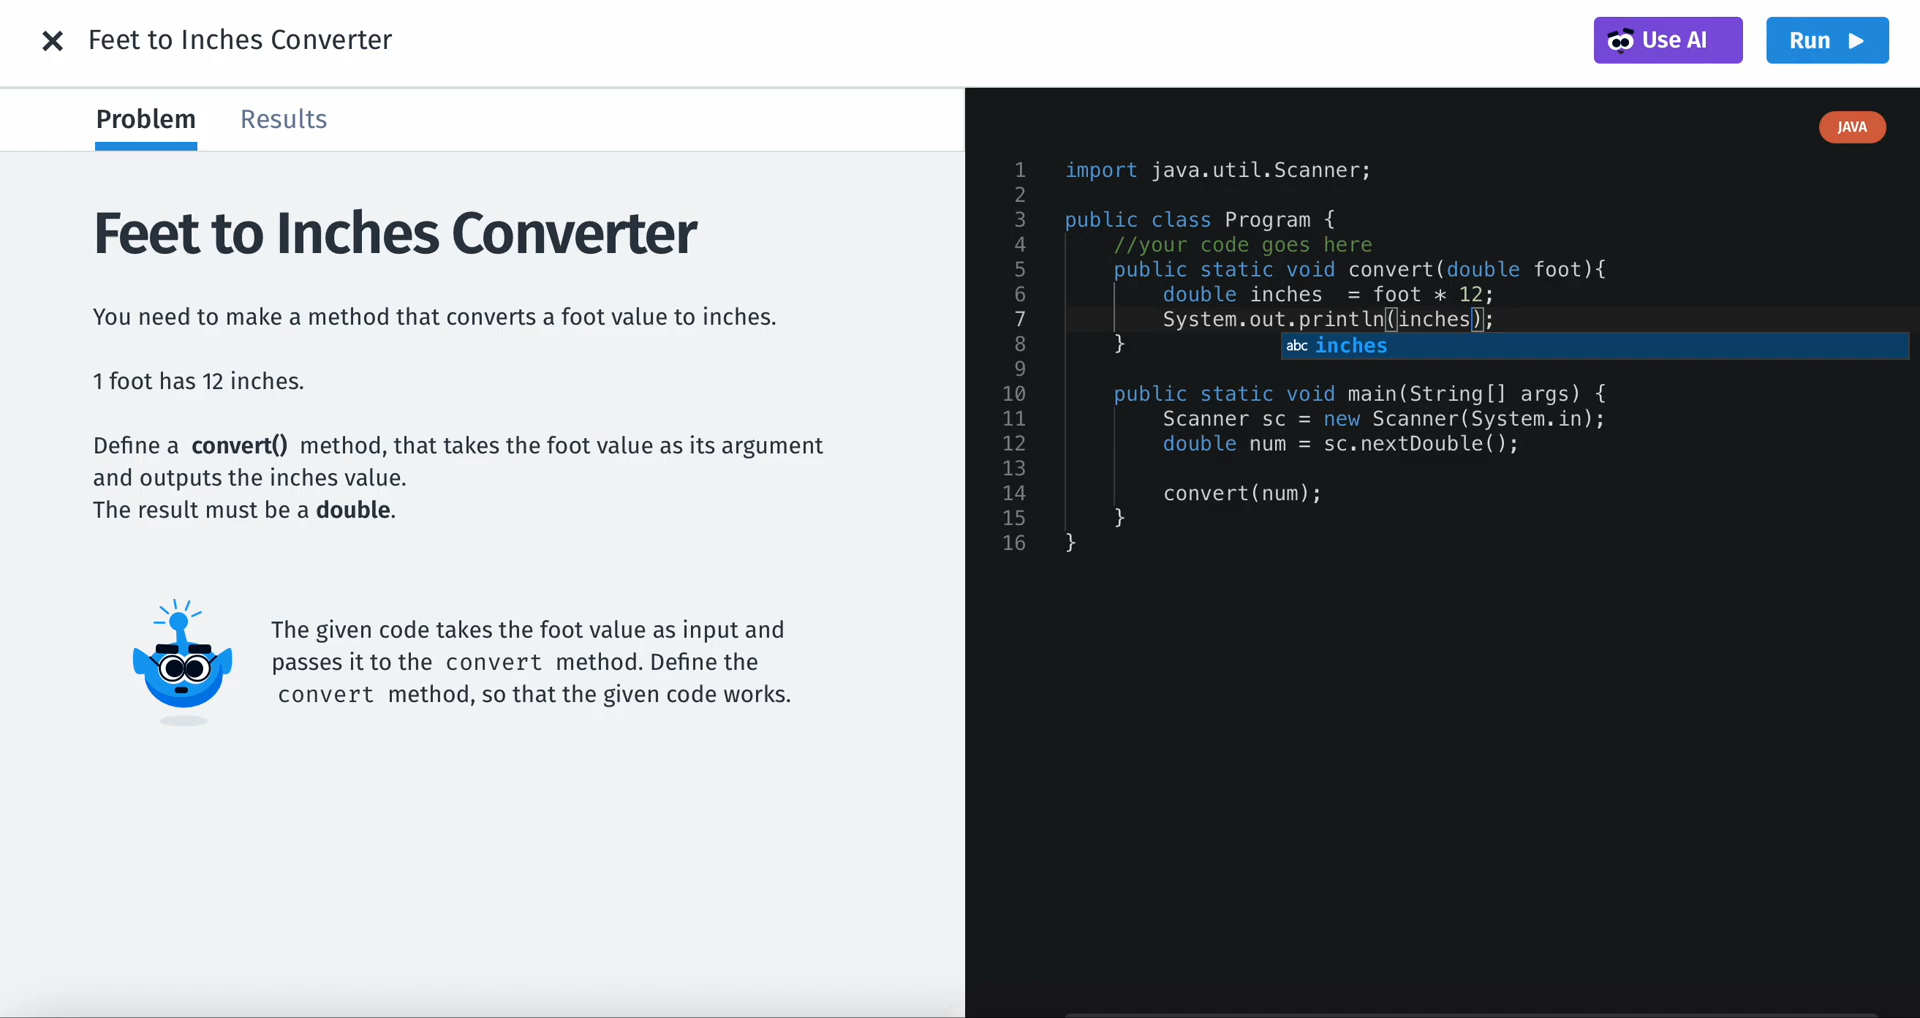 Feet to Inches Converter
Use AI
Run
Problem
Results
Feet to Inches Converter
You need to make a method that converts a foot value to inches.
1 foot has 12 inches.
Define a convert() method, that takes the foot value as its argument
and outputs the inches value.
The result must be a double.
The given code takes the foot value as input and
passes it to the convert method. Define the
convert method, so that the given code works.
JAVA
1 import java.util.Scanner;
2
3 public class Program {
4 //your code goes here
5 public static void convert(double foot){
6 double inches  = foot * 12;
7 System.out.println(inches);
abc inches
8 }
9
10 public static void main(String[] args) {
11 Scanner sc = new Scanner(System.in);
12 double num = sc.nextDouble();
13
14 convert(num);
15 }
16 }